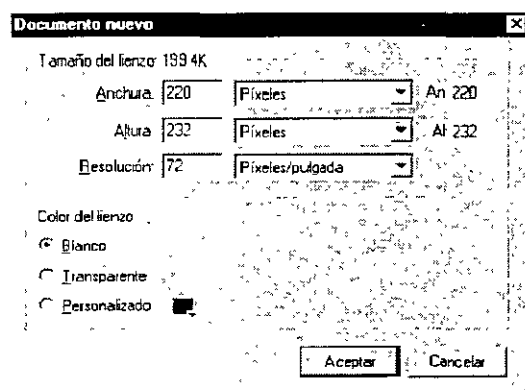 Documento nuevo
Tamaño del lienzo: 199.4K
Anchura: 220 Píxeles An: 220
Altura: 232 Píxeles Al: 232
Resolución: 72 Píxeles/pulgada
Color del lienzo
Blanco
Transparente
Personalizado
Aceptar Cancelar